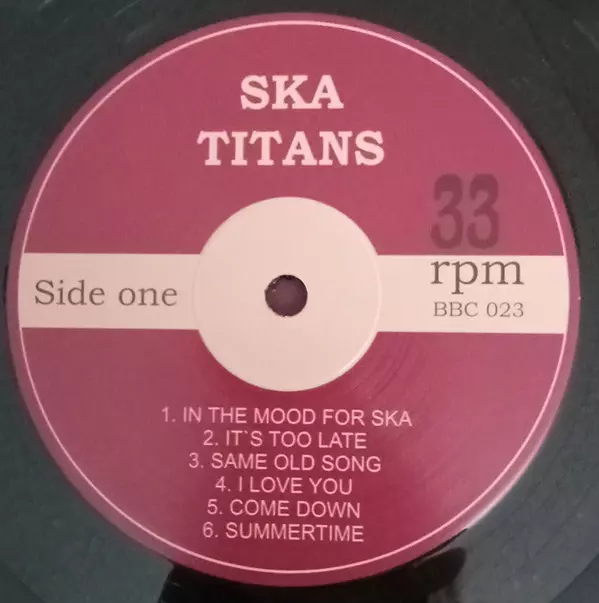 SKA
TITANS
33
rpm
Side one
BBC 023
1. IN THE MOOD FOR SKA
2. IT`S TOO LATE
3. SAME OLD SONG
4. I LOVE YOU
5. COME DOWN
6. SUMMERTIME